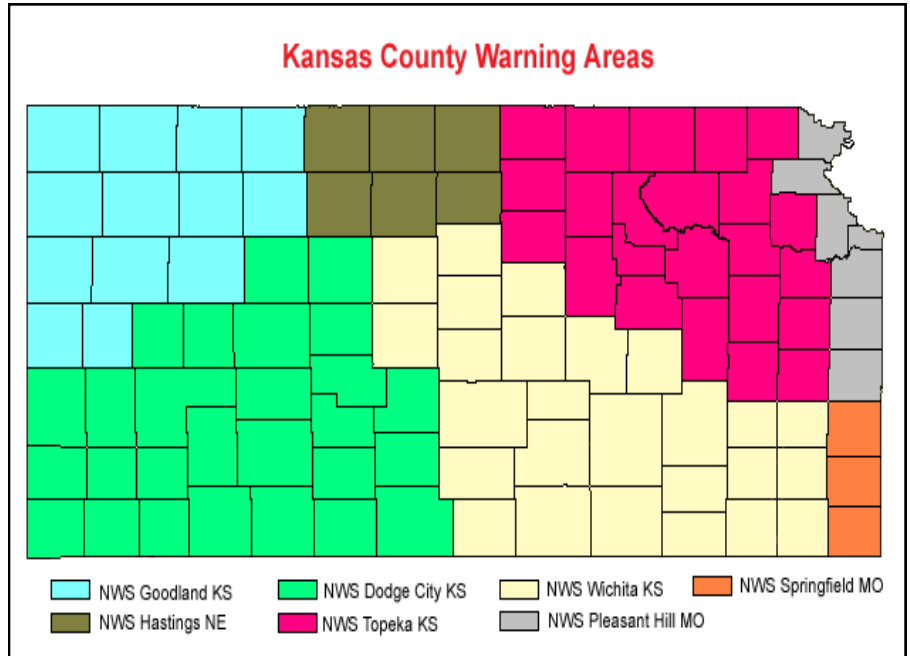 Kansas County Warning Areas
NWS Goodland KS
NWS Dodge City KS
NWS Wichita KS
NWS Springfield MO
NWS Hastings NE
NWS Topeka KS
NWS Pleasant Hill MO